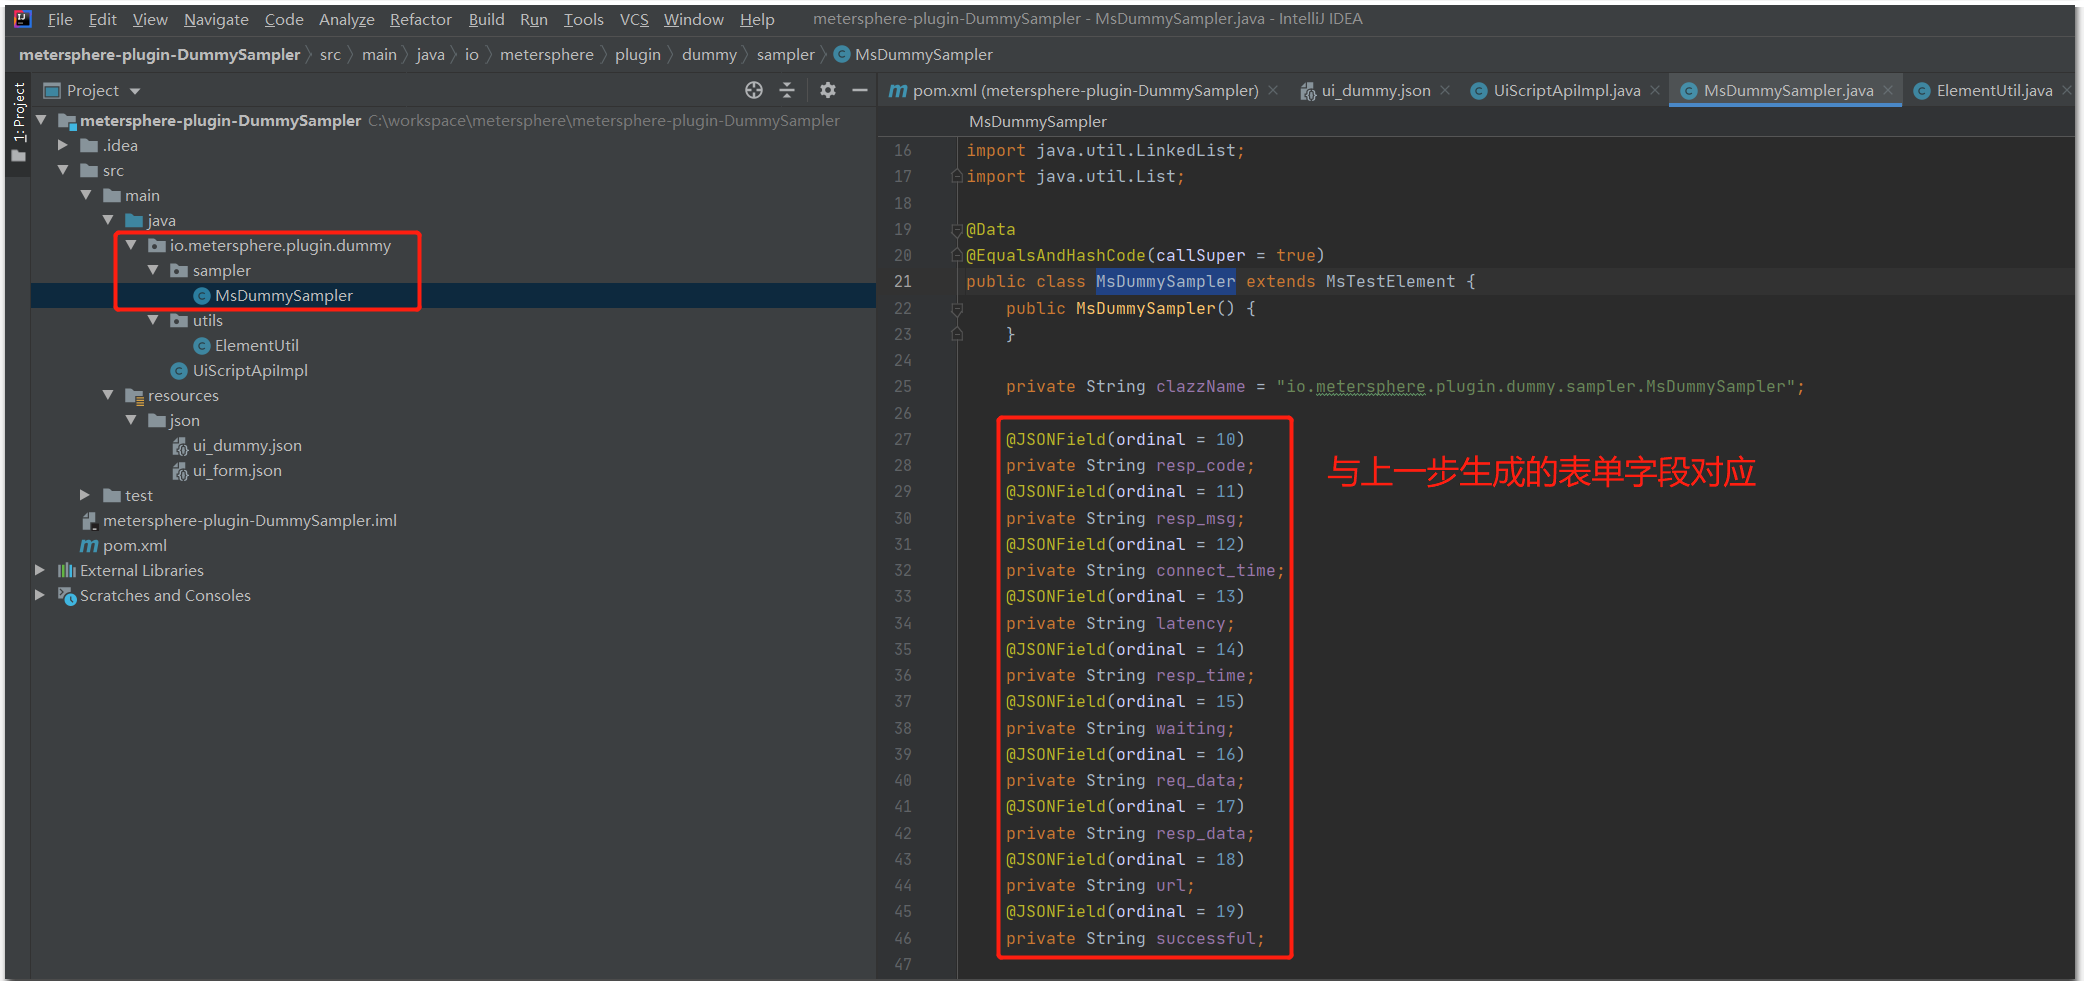 File Edit View Navigate Code Analyze Refactor Build Run Tools VCS Window Help metersphere-plugin-DummySampler - MsDummySampler.java - IntelliJ IDEA
metersphere-plugin-DummySampler src main java io metersphere plugin dummy sampler MsDummySampler
1: Project
Project
metersphere-plugin-DummySampler C:\workspace\metersphere\metersphere-plugin-DummySampler
.idea
src
main
java
io.metersphere.plugin.dummy
sampler
MsDummySampler
utils
ElementUtil
UiScriptApiImpl
resources
json
ui_dummy.json
ui_form.json
test
metersphere-plugin-DummySampler.iml
pom.xml
External Libraries
Scratches and Consoles
pom.xml (metersphere-plugin-DummySampler) ui_dummy.json UiScriptApiImpl.java MsDummySampler.java ElementUtil.java
MsDummySampler
16 import java.util.LinkedList;
17 import java.util.List;
18
19 @Data
20 @EqualsAndHashCode(callSuper = true)
21 public class MsDummySampler extends MsTestElement {
22 public MsDummySampler() {
23 }
24
25 private String clazzName = "io.metersphere.plugin.dummy.sampler.MsDummySampler";
26
27 @JSONField(ordinal = 10)
28 private String resp_code;
29 @JSONField(ordinal = 11)
30 private String resp_msg;
31 @JSONField(ordinal = 12)
32 private String connect_time;
33 @JSONField(ordinal = 13)
34 private String latency;
35 @JSONField(ordinal = 14)
36 private String resp_time;
37 @JSONField(ordinal = 15)
38 private String waiting;
39 @JSONField(ordinal = 16)
40 private String req_data;
41 @JSONField(ordinal = 17)
42 private String resp_data;
43 @JSONField(ordinal = 18)
44 private String url;
45 @JSONField(ordinal = 19)
46 private String successful;
47
与上一步生成的表单字段对应